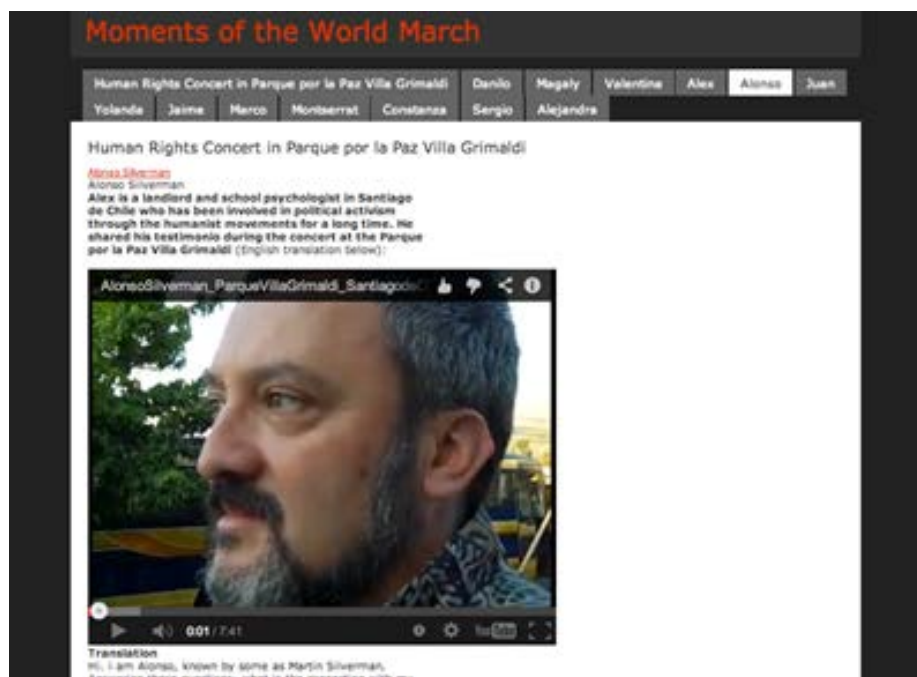 Moments of the World March
Human Rights Concert in Parque por la Paz Villa Grimaldi Danilo Magaly Valentina Alex Alonso Juan
Yolanda Jaime Marco Montserrat Constanza Sergio Alejandra
Human Rights Concert in Parque por la Paz Villa Grimaldi
Alonso Silverman
Alonso Silverman
Alex is a landlord and school psychologist in Santiago
de Chile who has been involved in political activism
through the humanist movements for a long time. He
shared his testimonio during the concert at the Parque
por la Paz Villa Grimaldi (English translation below):
AlonsoSilverman_ParqueVillaGrimaldi_Santiagode
0:01 / 7:41 YouTube
Translation
Hi, I am Alonso, known by some as Martin Silverman.